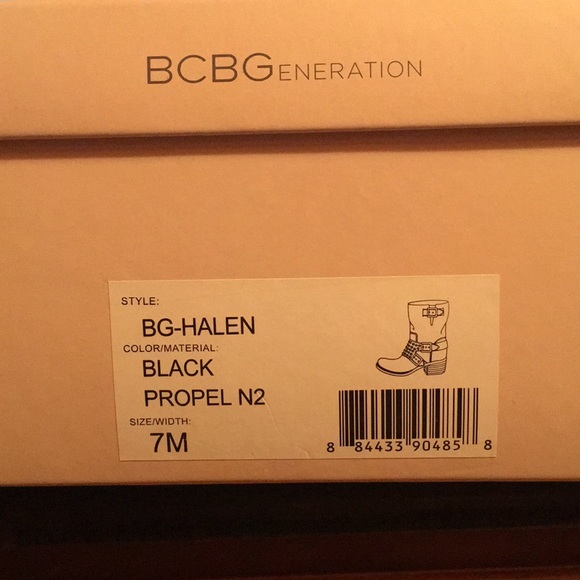 BCBGENERATION
STYLE:
BG-HALEN
COLOR/MATERIAL:
BLACK
PROPEL N2
SIZE/WIDTH:
7M
8 84433 90485 8